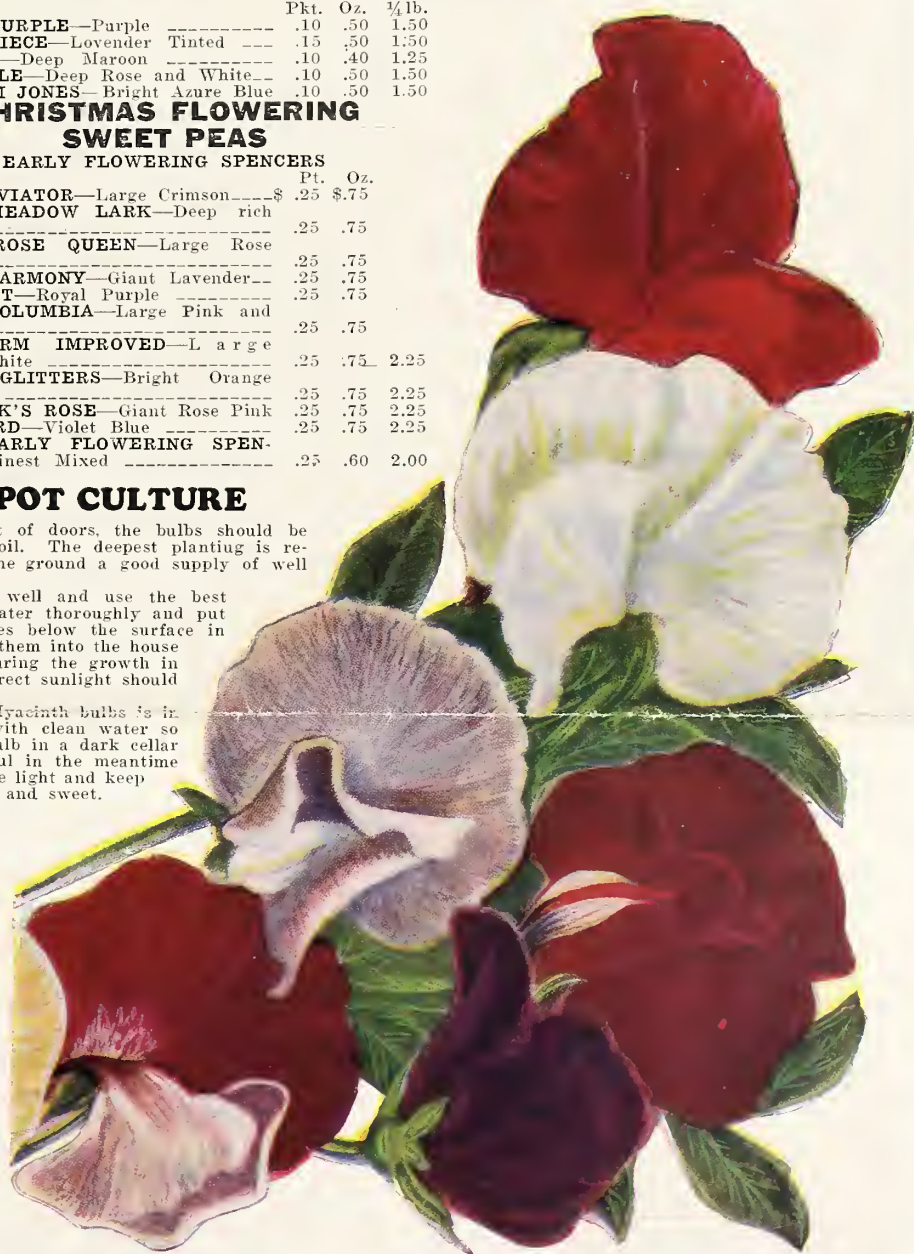 Pkt. Oz. ¼ lb.
URPLE—Purple ---------- .10 .50 1.50
IECE—Lovender Tinted --- .15 .50 1.50
—Deep Maroon ---------- .10 .40 1.25
LE—Deep Rose and White-- .10 .50 1.50
I JONES—Bright Azure Blue .10 .50 1.50
HRISTMAS FLOWERING
SWEET PEAS
EARLY FLOWERING SPENCERS
Pt. Oz.
VIATOR—Large Crimson----$ .25 $.75
MEADOW LARK—Deep rich
---------------------- .25 .75
ROSE QUEEN—Large Rose
---------------------- .25 .75
ARMONY—Giant Lavender-- .25 .75
T—Royal Purple --------- .25 .75
OLUMBIA—Large Pink and
---------------------- .25 .75
RM IMPROVED—Large
hite --------------------- .25 .75 2.25
GLITTERS—Bright Orange
---------------------- .25 .75 2.25
K'S ROSE—Giant Rose Pink .25 .75 2.25
RD—Violet Blue ---------- .25 .75 2.25
ARLY FLOWERING SPEN-
inest Mixed -------------- .25 .60 2.00
POT CULTURE
of doors, the bulbs should be
oil. The deepest plantiug is re-
he ground a good supply of well
well and use the best
ater thoroughly and put
es below the surface in
them into the house
uring the growth in
rect sunlight should
Hyacinth bulbs is in
with clean water so
ulb in a dark cellar
ul in the meantime
e light and keep
and sweet.